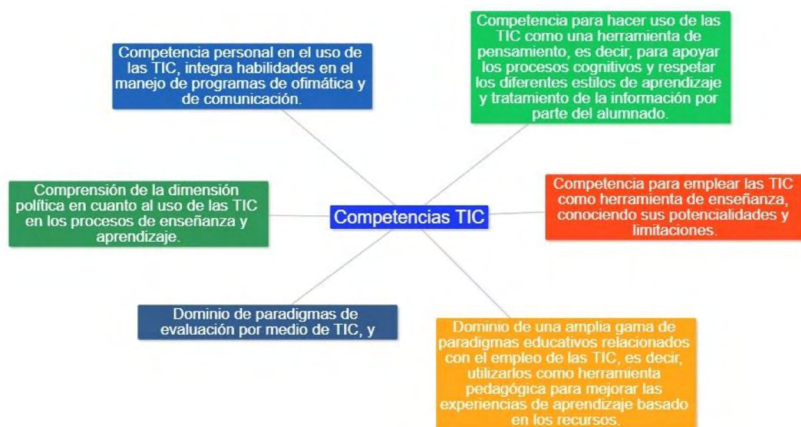 Competencia personal en el uso de
las TIC, integra habilidades en el
manejo de programas de ofimática y
de comunicación.
Competencia para hacer uso de las
TIC como una herramienta de
pensamiento, es decir, para apoyar
los procesos cognitivos y respetar
los diferentes estilos de aprendizaje
y tratamiento de la información por
parte del alumnado.
Comprensión de la dimensión
política en cuanto al uso de las TIC
en los procesos de enseñanza y
aprendizaje.
Competencias TIC
Competencia para emplear las TIC
como herramienta de enseñanza,
conociendo sus potencialidades y
limitaciones.
Dominio de paradigmas de
evaluación por medio de TIC, y
Dominio de una amplia gama de
paradigmas educativos relacionados
con el empleo de las TIC, es decir,
utilizarlos como herramienta
pedagógica para mejorar las
experiencias de aprendizaje basado
en los recursos.